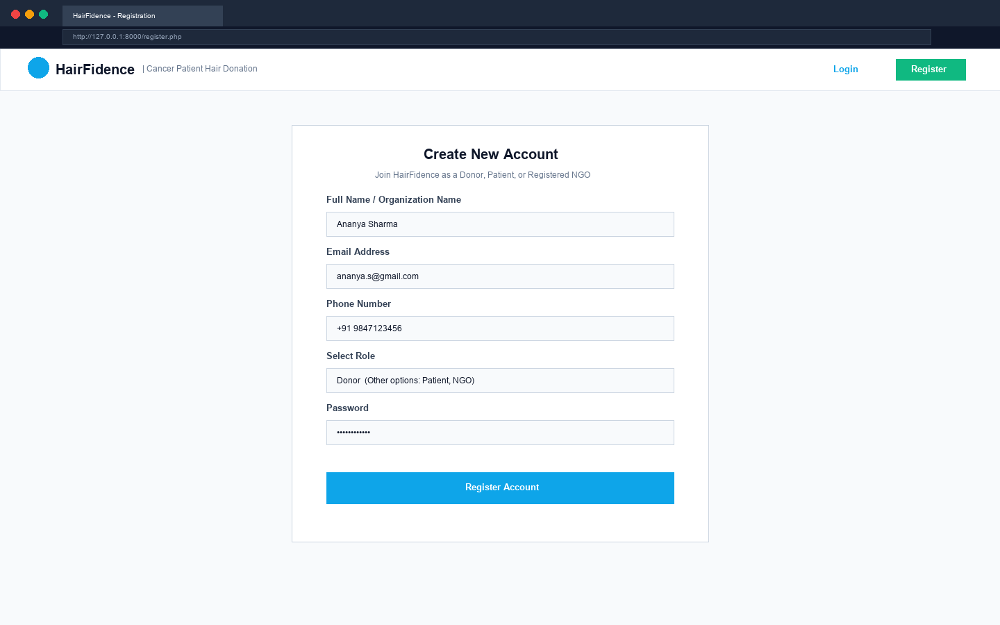 HairFidence - Registration
http://127.0.0.1:8000/register.php
HairFidence | Cancer Patient Hair Donation Login Register
Create New Account
Join HairFidence as a Donor, Patient, or Registered NGO
Full Name / Organization Name
Ananya Sharma
Email Address
ananya.s@gmail.com
Phone Number
+91 9847123456
Select Role
Donor (Other options: Patient, NGO)
Password
••••••••••••
Register Account